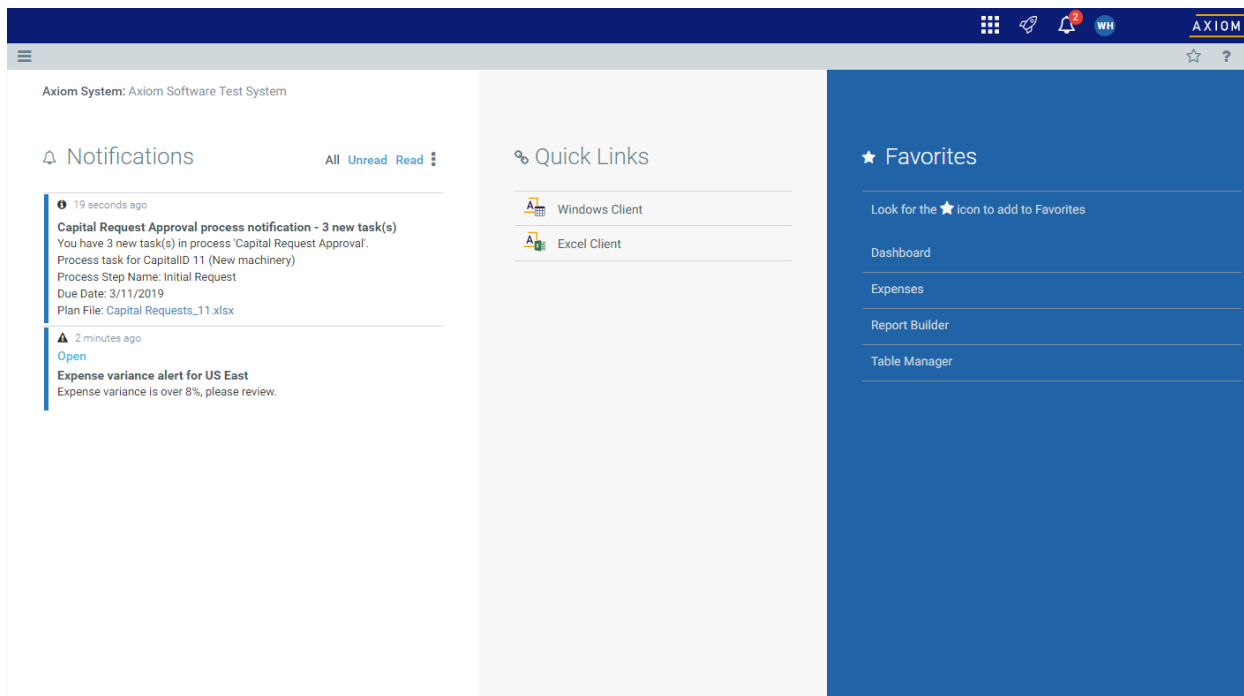 2
WH
AXIOM
?
Axiom System: Axiom Software Test System
Notifications
All Unread Read
19 seconds ago
Capital Request Approval process notification - 3 new task(s)
You have 3 new task(s) in process 'Capital Request Approval'.
Process task for CapitalID 11 (New machinery)
Process Step Name: Initial Request
Due Date: 3/11/2019
Plan File: Capital Requests_11.xlsx
2 minutes ago
Open
Expense variance alert for US East
Expense variance is over 8%, please review.
Quick Links
Windows Client
Excel Client
Favorites
Look for the icon to add to Favorites
Dashboard
Expenses
Report Builder
Table Manager